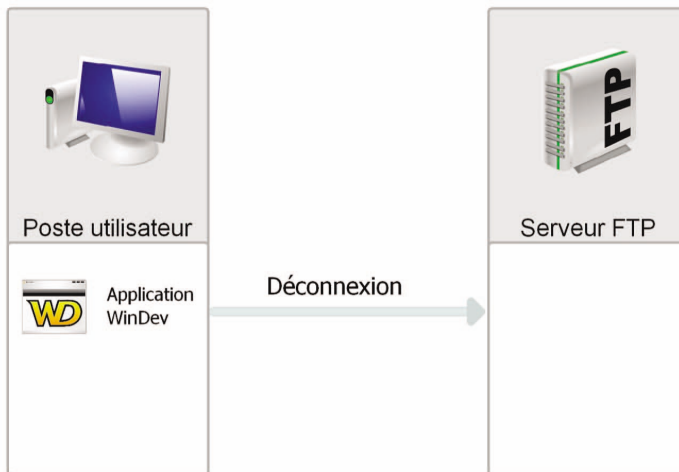 FTP
Poste utilisateur
Serveur FTP
WD
Application
WinDev
Déconnexion